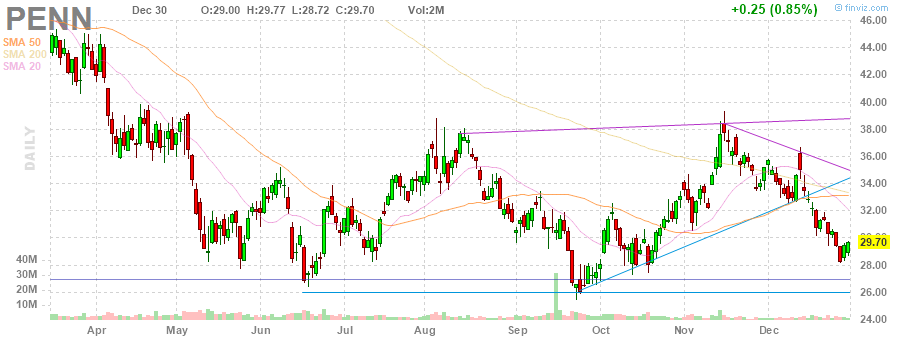 PENN
Dec 30
O:29.00 H:29.77 L:28.72 C:29.70
Vol:2M
+0.25 (0.85%)
© finviz.com
SMA 50
SMA 200
SMA 20
DAILY
46.00
44.00
42.00
40.00
38.00
36.00
34.00
32.00
30.00
29.70
28.00
26.00
24.00
40M
30M
20M
10M
Apr
May
Jun
Jul
Aug
Sep
Oct
Nov
Dec